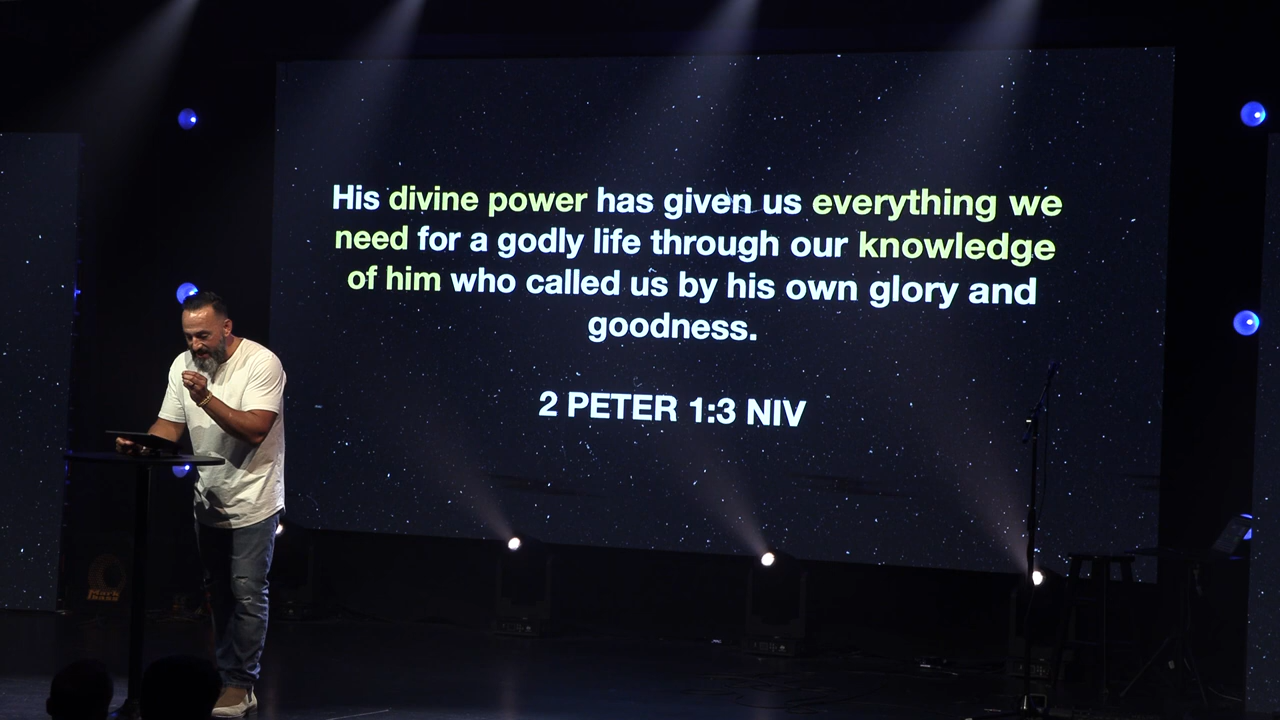 His divine power has given us everything we
need for a godly life through our knowledge
of him who called us by his own glory and
goodness.
2 PETER 1:3 NIV
Mark